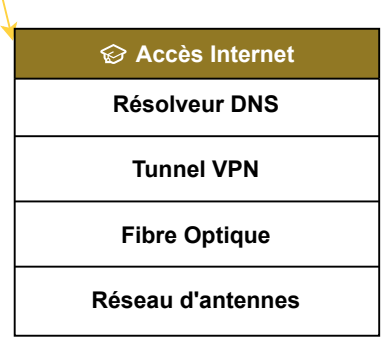 Accès Internet
Résolveur DNS
Tunnel VPN
Fibre Optique
Réseau d'antennes